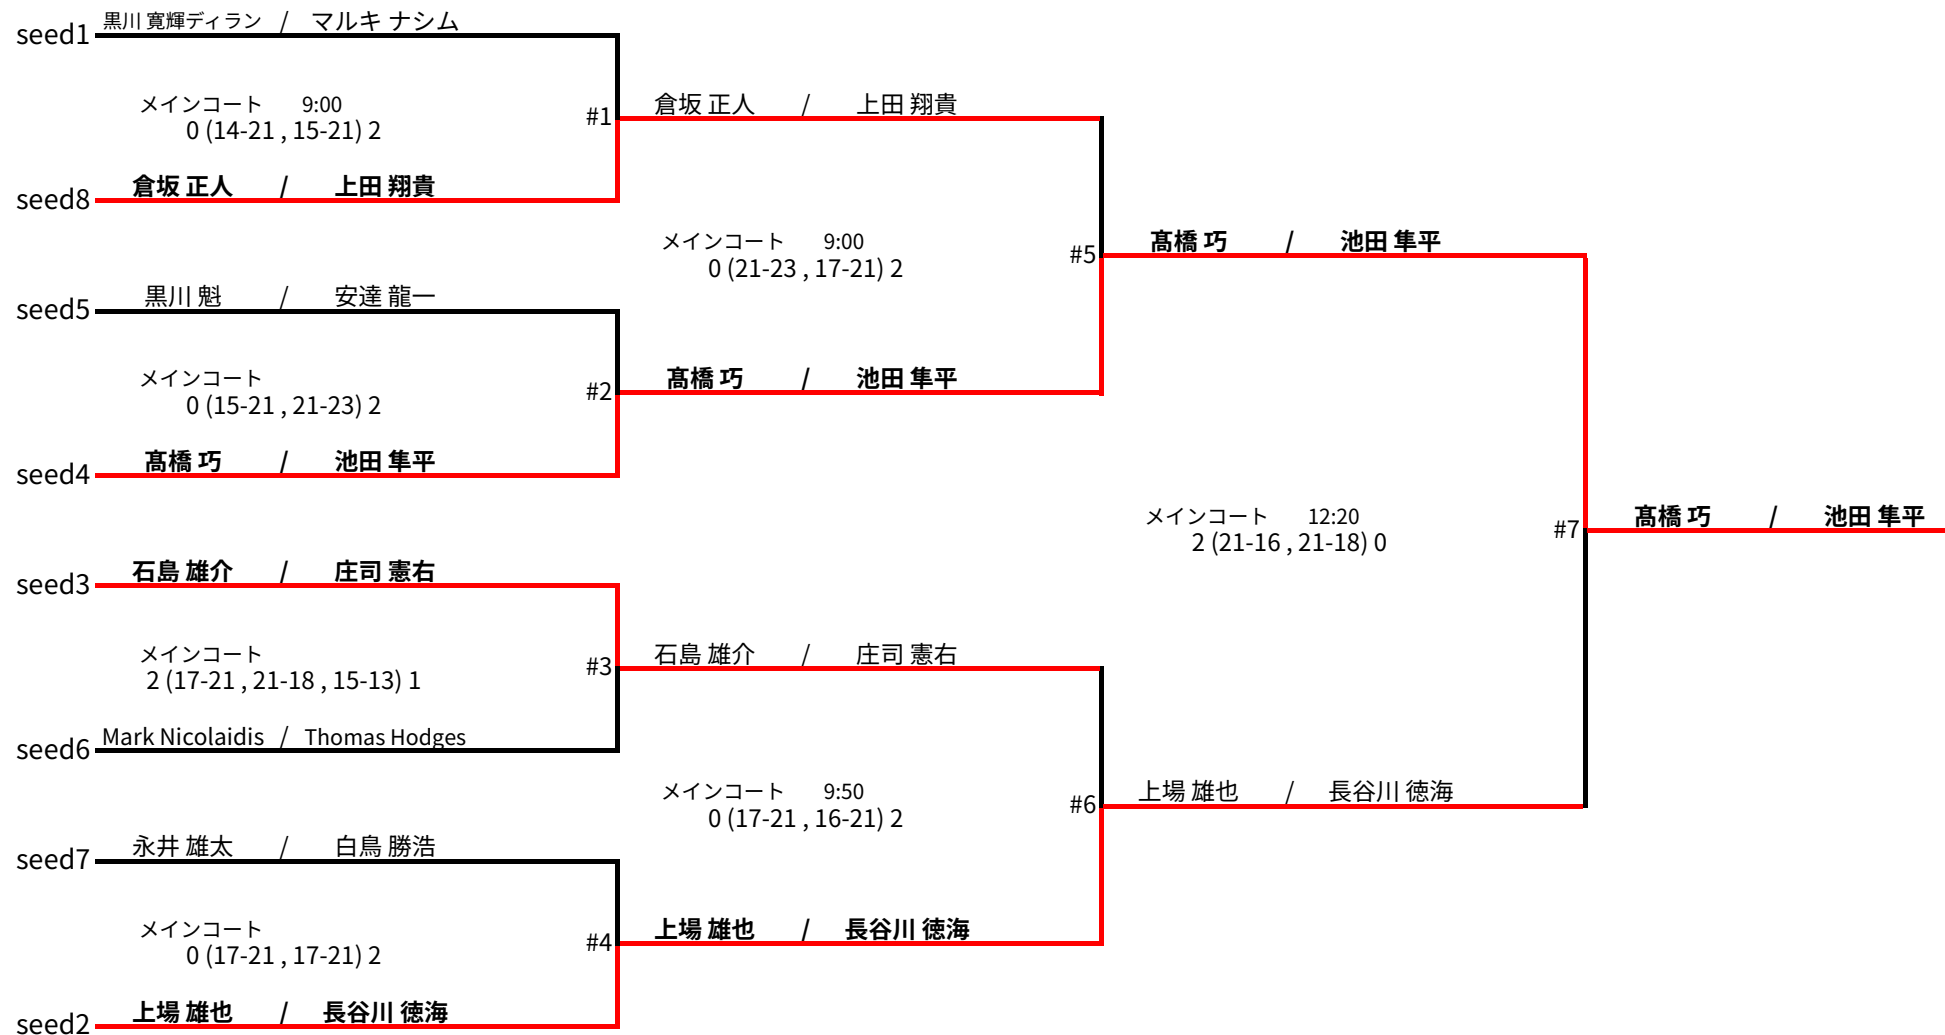 seed1 黒川 寛輝ディラン / マルキ ナシム
メインコート 9:00
0 (14-21 , 15-21) 2
#1
seed8 倉坂 正人 / 上田 翔貴
倉坂 正人 / 上田 翔貴
メインコート 9:00
0 (21-23 , 17-21) 2
#5
seed5 黒川 魁 / 安達 龍一
メインコート
0 (15-21 , 21-23) 2
#2
seed4 髙橋 巧 / 池田 隼平
髙橋 巧 / 池田 隼平
髙橋 巧 / 池田 隼平
メインコート 12:20
2 (21-16 , 21-18) 0
#7
髙橋 巧 / 池田 隼平
seed3 石島 雄介 / 庄司 憲右
メインコート
2 (17-21 , 21-18 , 15-13) 1
#3
seed6 Mark Nicolaidis / Thomas Hodges
石島 雄介 / 庄司 憲右
メインコート 9:50
0 (17-21 , 16-21) 2
#6
上場 雄也 / 長谷川 徳海
seed7 永井 雄太 / 白鳥 勝浩
メインコート
0 (17-21 , 17-21) 2
#4
上場 雄也 / 長谷川 徳海
seed2 上場 雄也 / 長谷川 徳海